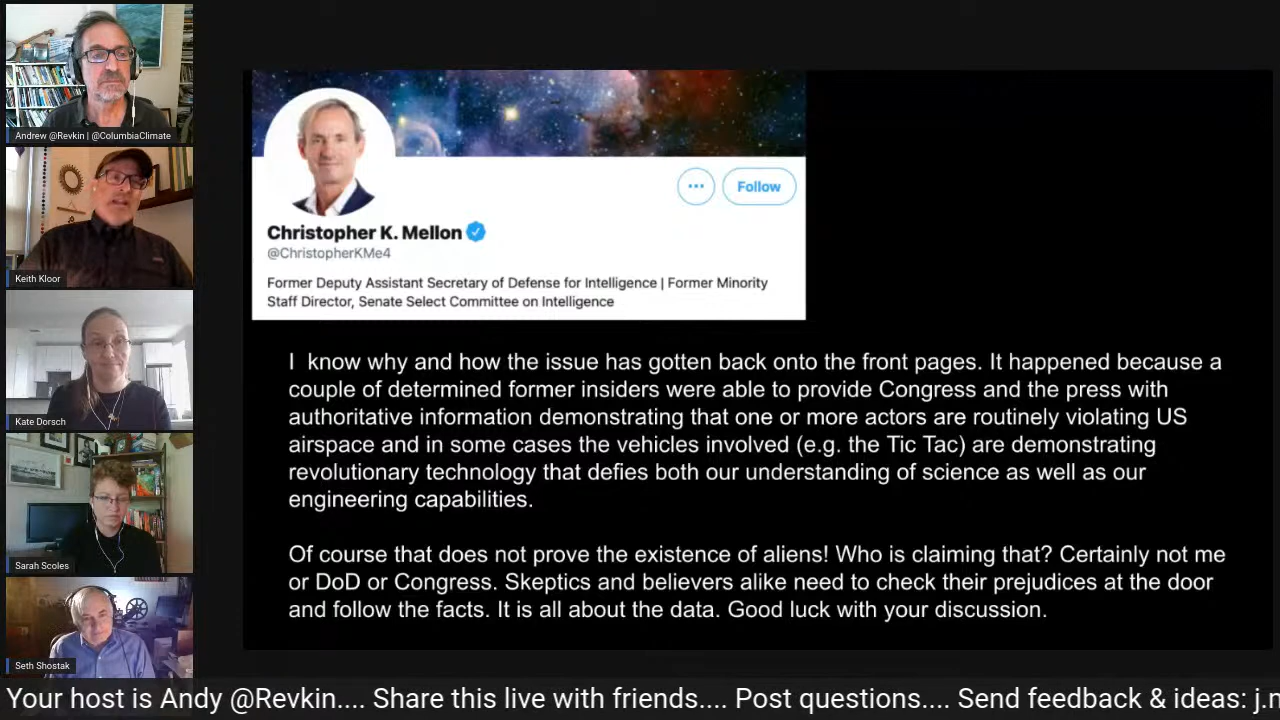 Andrew @Revkin | @ColumbiaClimate
Keith Kloor
Kate Dorsch
Sarah Scoles
Seth Shostak
Follow
Christopher K. Mellon
@ChristopherKMe4
Former Deputy Assistant Secretary of Defense for Intelligence | Former Minority
Staff Director, Senate Select Committee on Intelligence
I know why and how the issue has gotten back onto the front pages. It happened because a
couple of determined former insiders were able to provide Congress and the press with
authoritative information demonstrating that one or more actors are routinely violating US
airspace and in some cases the vehicles involved (e.g. the Tic Tac) are demonstrating
revolutionary technology that defies both our understanding of science as well as our
engineering capabilities.
Of course that does not prove the existence of aliens! Who is claiming that? Certainly not me
or DoD or Congress. Skeptics and believers alike need to check their prejudices at the door
and follow the facts. It is all about the data. Good luck with your discussion.
Your host is Andy @Revkin.... Share this live with friends.... Post questions.... Send feedback & ideas: